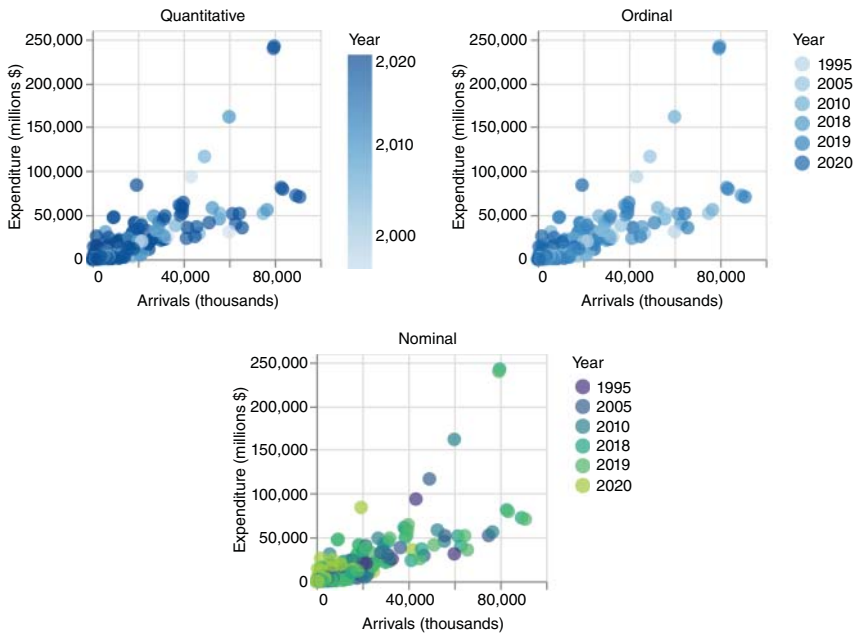 Quantitative
Expenditure (millions $)
250,000
200,000
150,000
100,000
50,000
0
0 40,000 80,000
Arrivals (thousands)
Year
2,020
2,010
2,000
Ordinal
Expenditure (millions $)
250,000
200,000
150,000
100,000
50,000
0
0 40,000 80,000
Arrivals (thousands)
Year
1995
2005
2010
2018
2019
2020
Nominal
Expenditure (millions $)
250,000
200,000
150,000
100,000
50,000
0
0 40,000 80,000
Arrivals (thousands)
Year
1995
2005
2010
2018
2019
2020